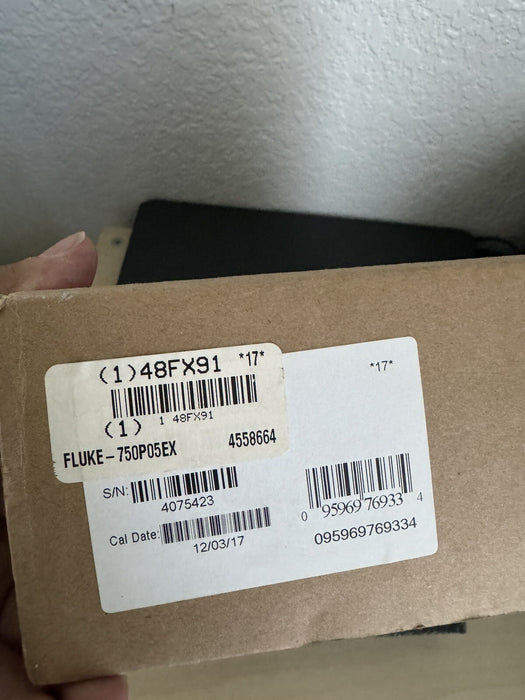 (1)48FX91 *17*
1 48FX91
(1)
FLUKE-750P05EX 4558664
*17*
S/N:
4075423
Cal Date:
12/03/17
0 95969 76933 4
095969769334